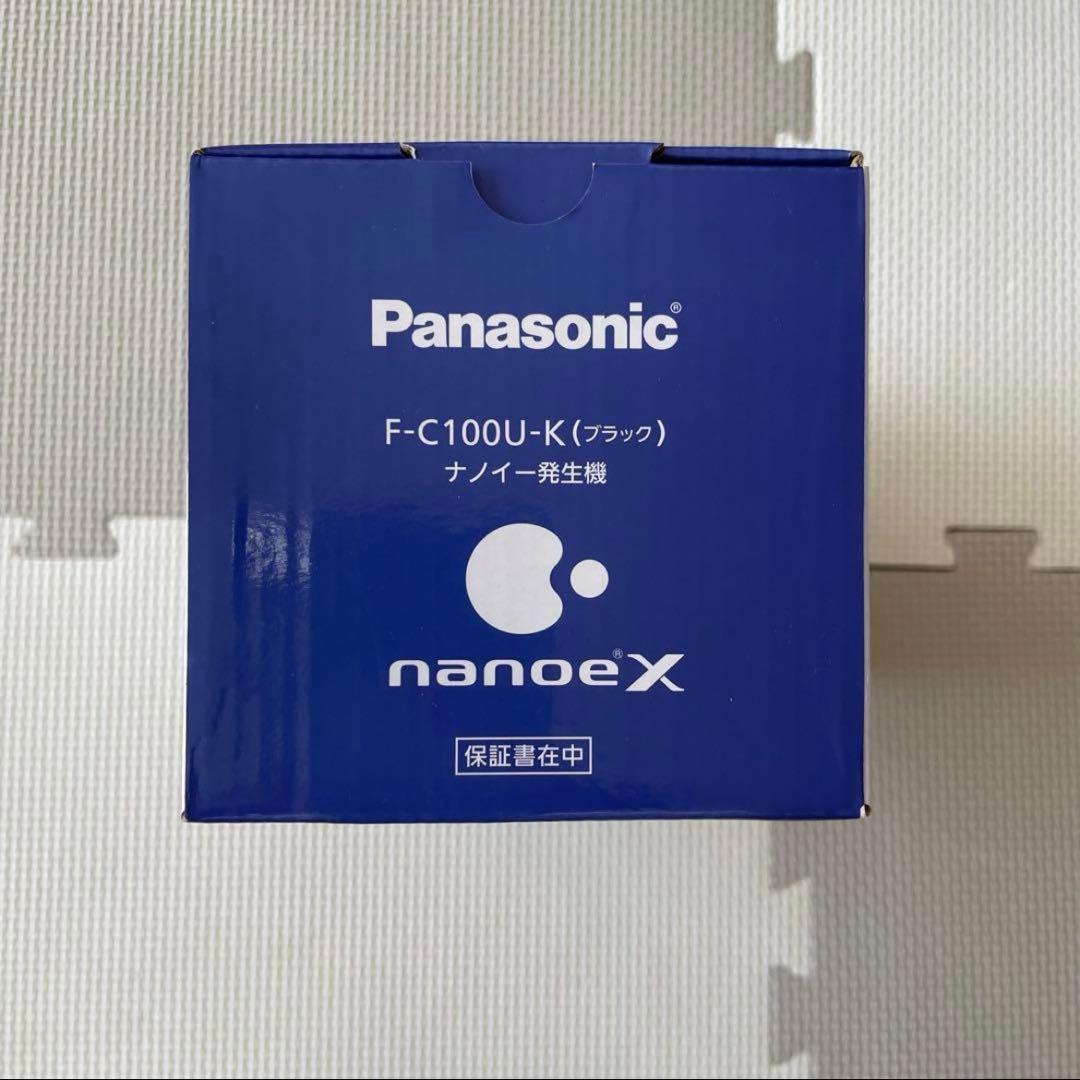 Panasonic®
F-C100U-K(ブラック)
ナノイー発生機
nanoe®X
保証書在中